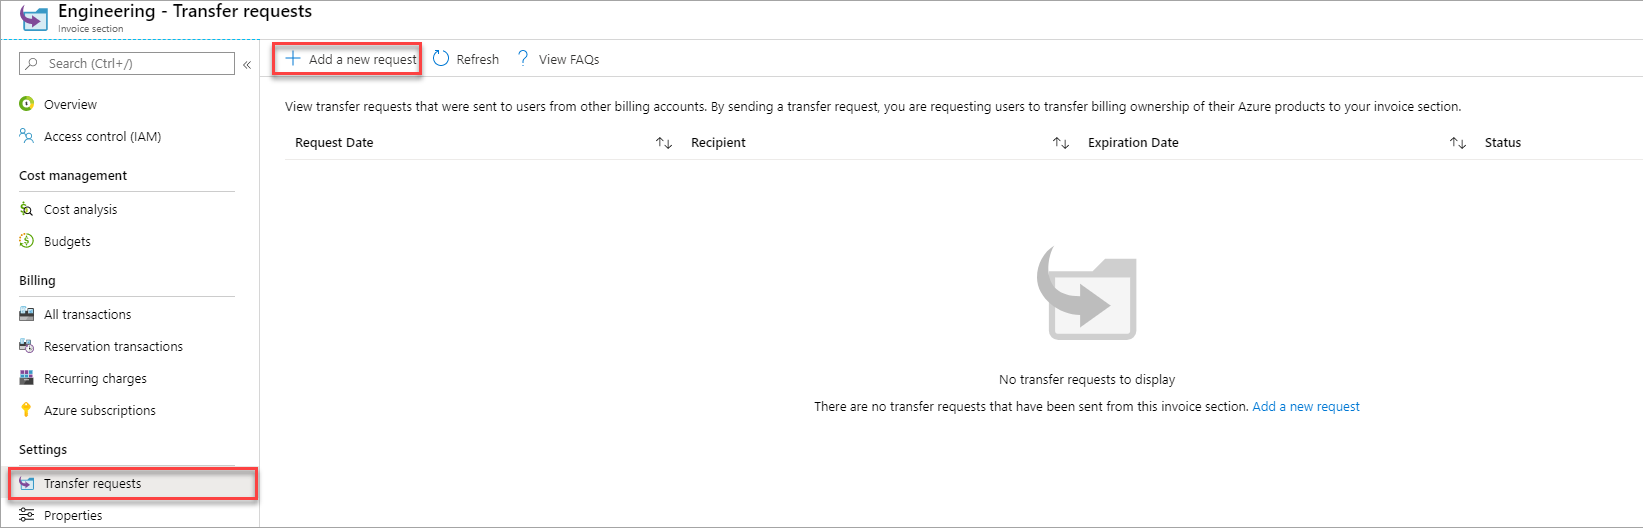 Engineering - Transfer requests
Invoice section
Search (Ctrl+/)
«
Overview
Access control (IAM)
Cost management
Cost analysis
Budgets
Billing
All transactions
Reservation transactions
Recurring charges
Azure subscriptions
Settings
Transfer requests
Properties
+ Add a new request Refresh ? View FAQs
View transfer requests that were sent to users from other billing accounts. By sending a transfer request, you are requesting users to transfer billing ownership of their Azure products to your invoice section.
Request Date ↑↓ Recipient ↑↓ Expiration Date ↑↓ Status
No transfer requests to display
There are no transfer requests that have been sent from this invoice section. Add a new request